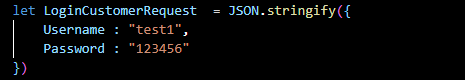 let LoginCustomerRequest  = JSON.stringify({
    Username : "test1",
    Password : "123456"
})